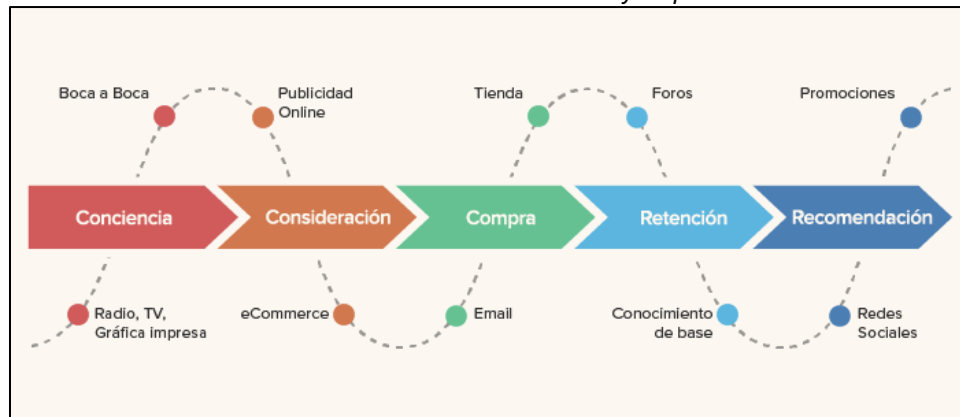 Boca a Boca
Publicidad
Online
Tienda
Foros
Promociones
Conciencia
Consideración
Compra
Retención
Recomendación
Radio, TV,
Gráfica impresa
eCommerce
Email
Conocimiento
de base
Redes
Sociales